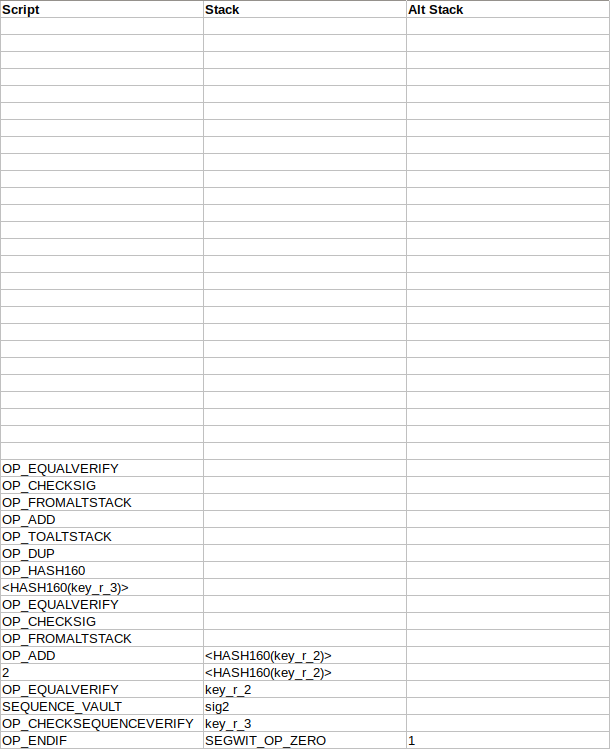 Script Stack Alt Stack
OP_EQUALVERIFY
OP_CHECKSIG
OP_FROMALTSTACK
OP_ADD
OP_TOALTSTACK
OP_DUP
OP_HASH160
<HASH160(key_r_3)>
OP_EQUALVERIFY
OP_CHECKSIG
OP_FROMALTSTACK
OP_ADD <HASH160(key_r_2)>
2 <HASH160(key_r_2)>
OP_EQUALVERIFY key_r_2
SEQUENCE_VAULT sig2
OP_CHECKSEQUENCEVERIFY key_r_3
OP_ENDIF SEGWIT_OP_ZERO 1